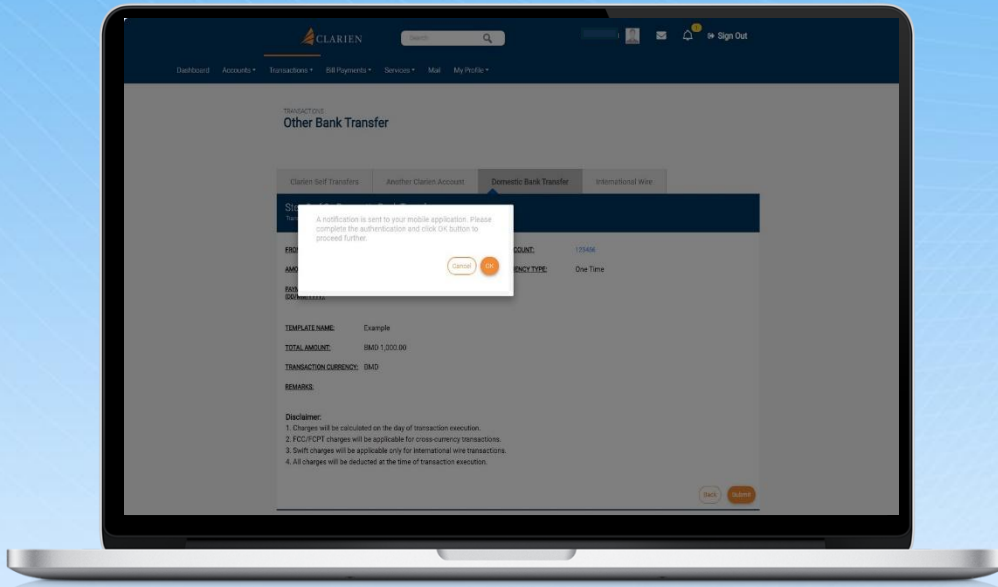 CLARIEN
Search
1
Sign Out
Dashboard Accounts Transactions Bill Payments Services Mail My Profile
TRANSACTIONS
Other Bank Transfer
Clarien Self Transfers Another Clarien Account Domestic Bank Transfer International Wire
A notification is sent to your mobile application. Please
complete the authentication and click OK button to
proceed further.
Cancel OK
One Time
TEMPLATE NAME: Example
TOTAL AMOUNT: BMD 1,000.00
TRANSACTION CURRENCY: BMD
REMARKS:
Disclaimer:
1. Charges will be calculated on the day of transaction execution.
2. FCC/FCPT charges will be applicable for cross-currency transactions.
3. Swift charges will be applicable only for International wire transactions.
4. All charges will be deducted at the time of transaction execution.
Back Submit